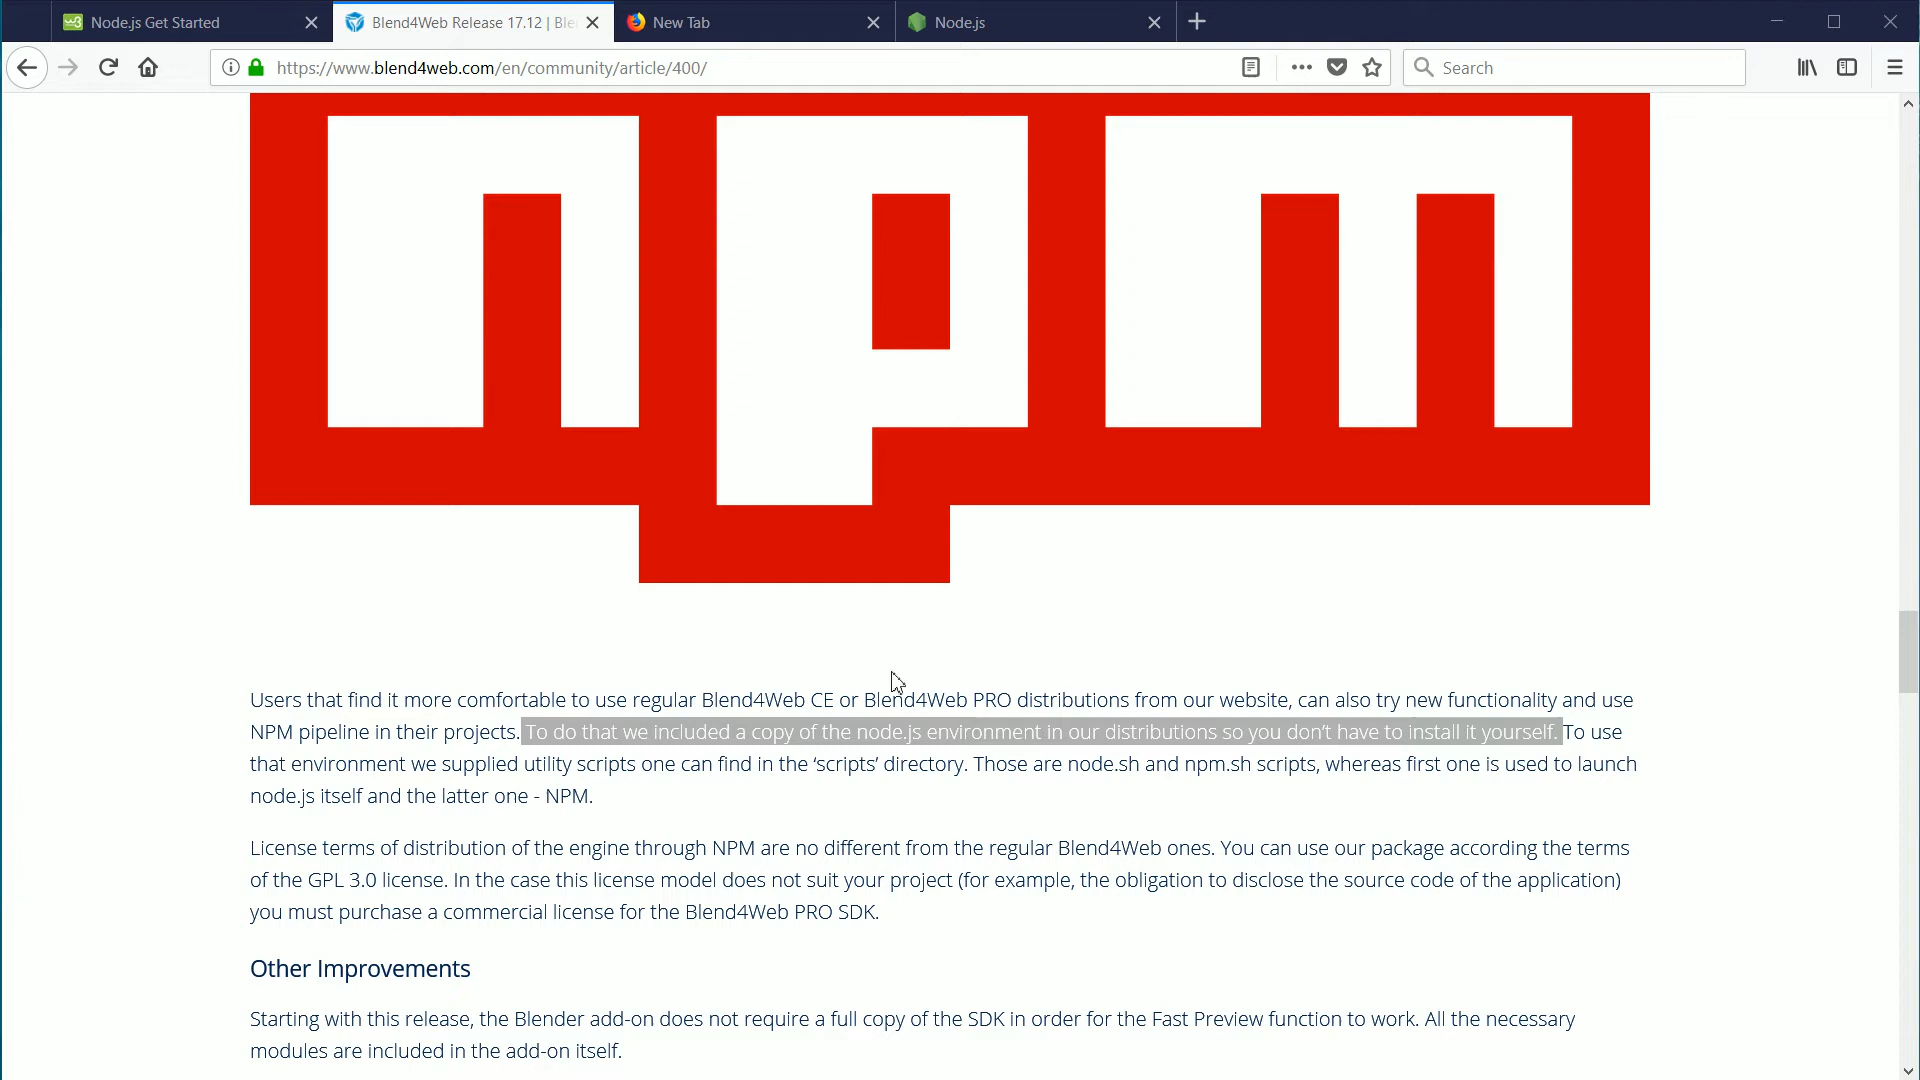 Node.js Get Started
Blend4Web Release 17.12 | Ble
New Tab
Node.js
https://www.blend4web.com/en/community/article/400/
Search
npm
Users that find it more comfortable to use regular Blend4Web CE or Blend4Web PRO distributions from our website, can also try new functionality and use
NPM pipeline in their projects. To do that we included a copy of the node.js environment in our distributions so you don’t have to install it yourself. To use
that environment we supplied utility scripts one can find in the ‘scripts’ directory. Those are node.sh and npm.sh scripts, whereas first one is used to launch
node.js itself and the latter one - NPM.
License terms of distribution of the engine through NPM are no different from the regular Blend4Web ones. You can use our package according the terms
of the GPL 3.0 license. In the case this license model does not suit your project (for example, the obligation to disclose the source code of the application)
you must purchase a commercial license for the Blend4Web PRO SDK.
Other Improvements
Starting with this release, the Blender add-on does not require a full copy of the SDK in order for the Fast Preview function to work. All the necessary
modules are included in the add-on itself.